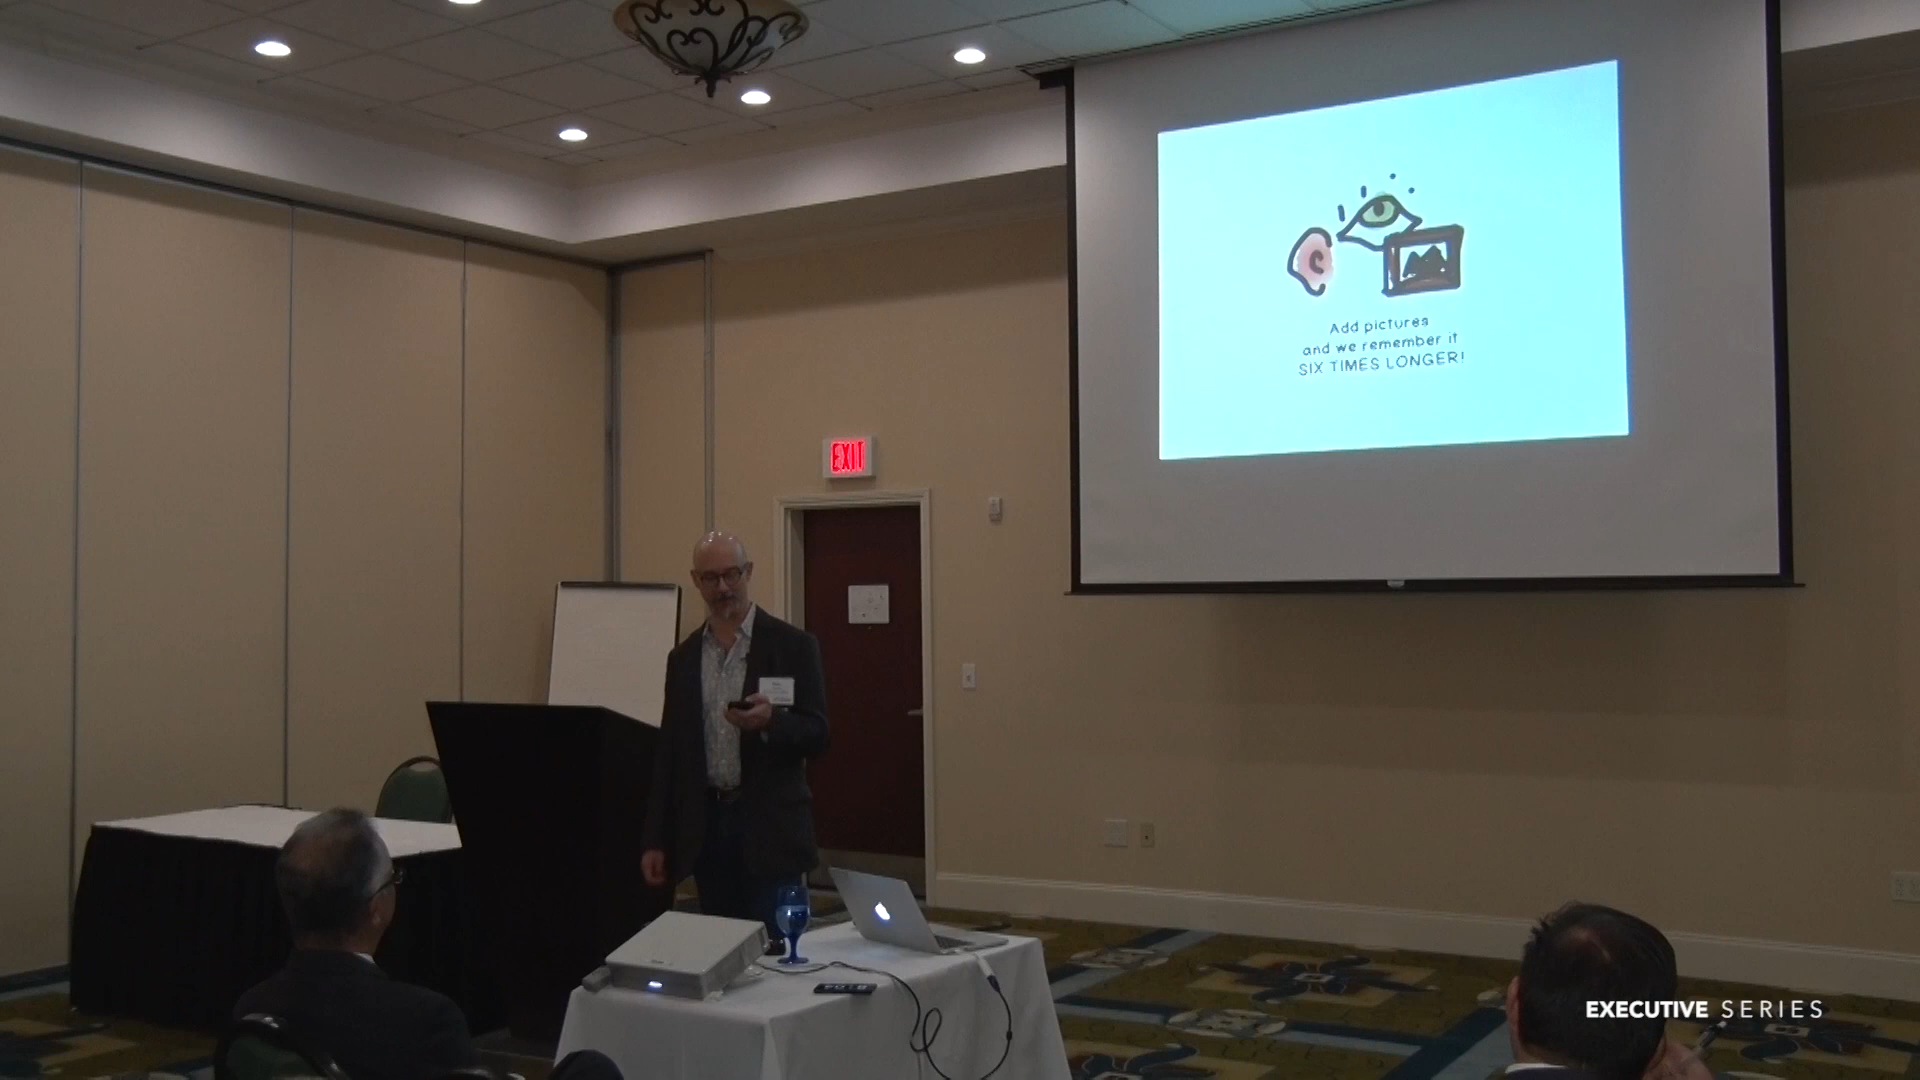 Add pictures
and we remember it
SIX TIMES LONGER!
EXIT
EXECUTIVE SERIES